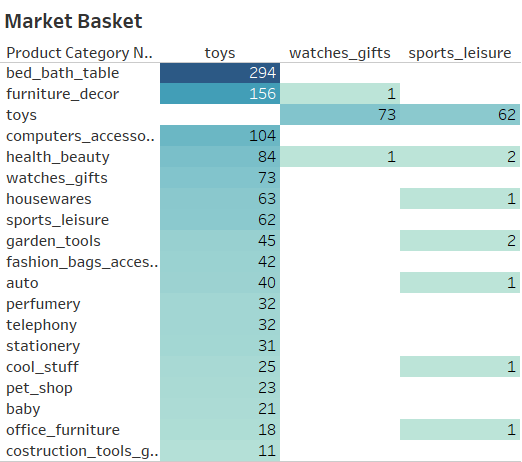 Market Basket
Product Category N.. toys watches_gifts sports_leisure
bed_bath_table 294
furniture_decor 156 1
toys 73 62
computers_accesso.. 104
health_beauty 84 1 2
watches_gifts 73
housewares 63 1
sports_leisure 62
garden_tools 45 2
fashion_bags_acces.. 42
auto 40 1
perfumery 32
telephony 32
stationery 31
cool_stuff 25 1
pet_shop 23
baby 21
office_furniture 18 1
costruction_tools_g.. 11